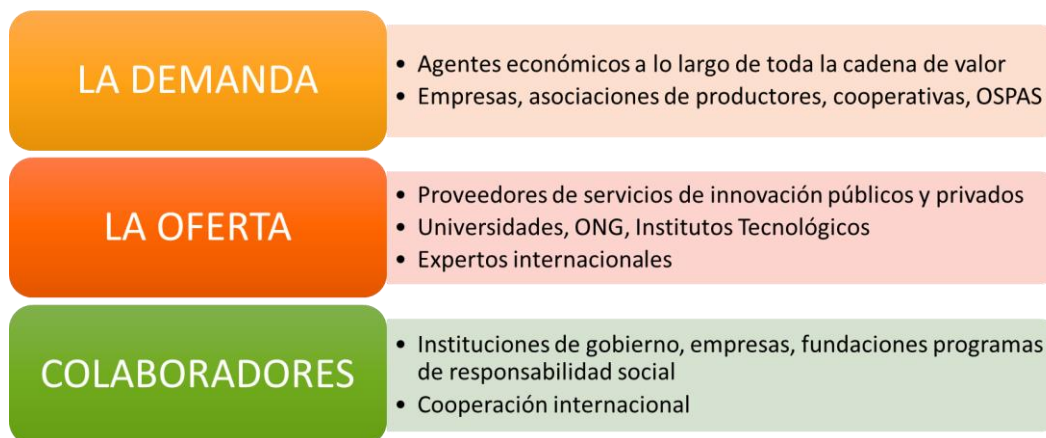 LA DEMANDA
• Agentes económicos a lo largo de toda la cadena de valor
• Empresas, asociaciones de productores, cooperativas, OSPAS
LA OFERTA
• Proveedores de servicios de innovación públicos y privados
• Universidades, ONG, Institutos Tecnológicos
• Expertos internacionales
COLABORADORES
• Instituciones de gobierno, empresas, fundaciones programas
de responsabilidad social
• Cooperación internacional